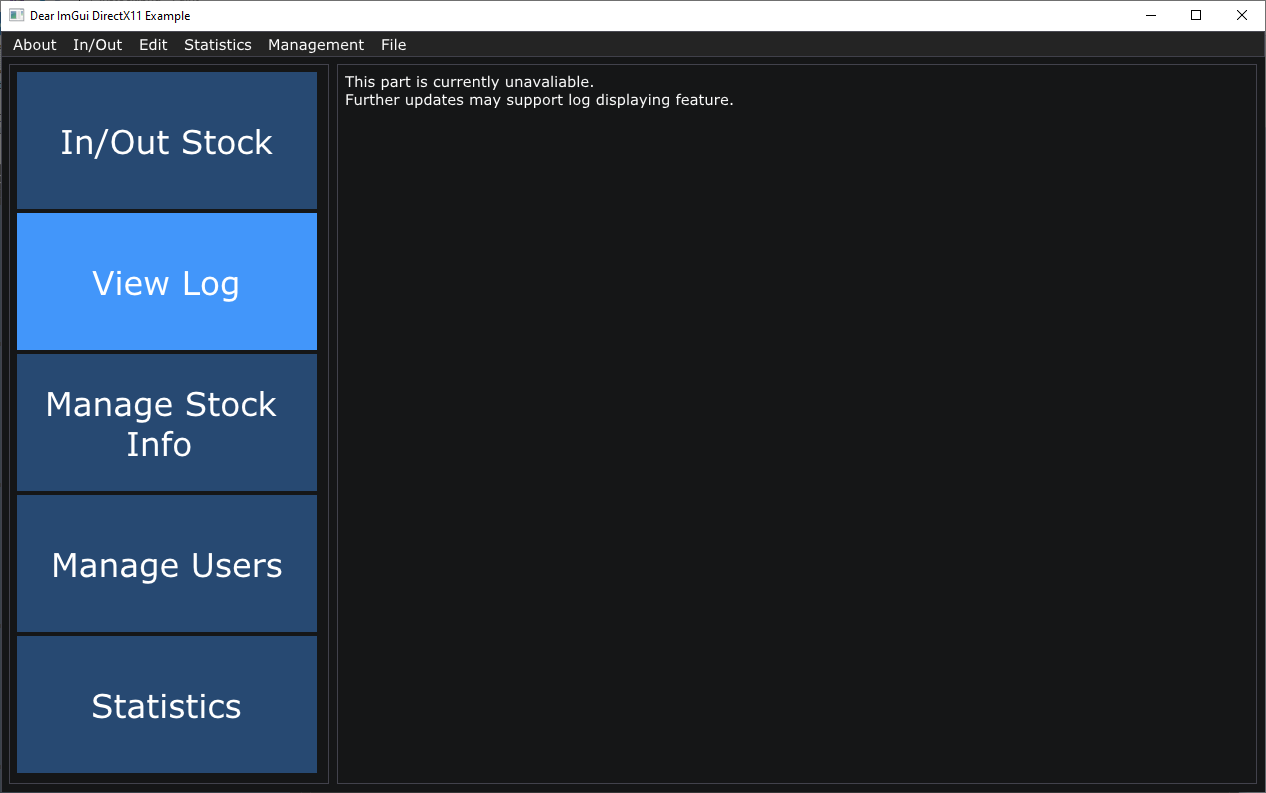 Dear ImGui DirectX11 Example
About In/Out Edit Statistics Management File
In/Out Stock
View Log
Manage Stock
Info
Manage Users
Statistics
This part is currently unavaliable.
Further updates may support log displaying feature.